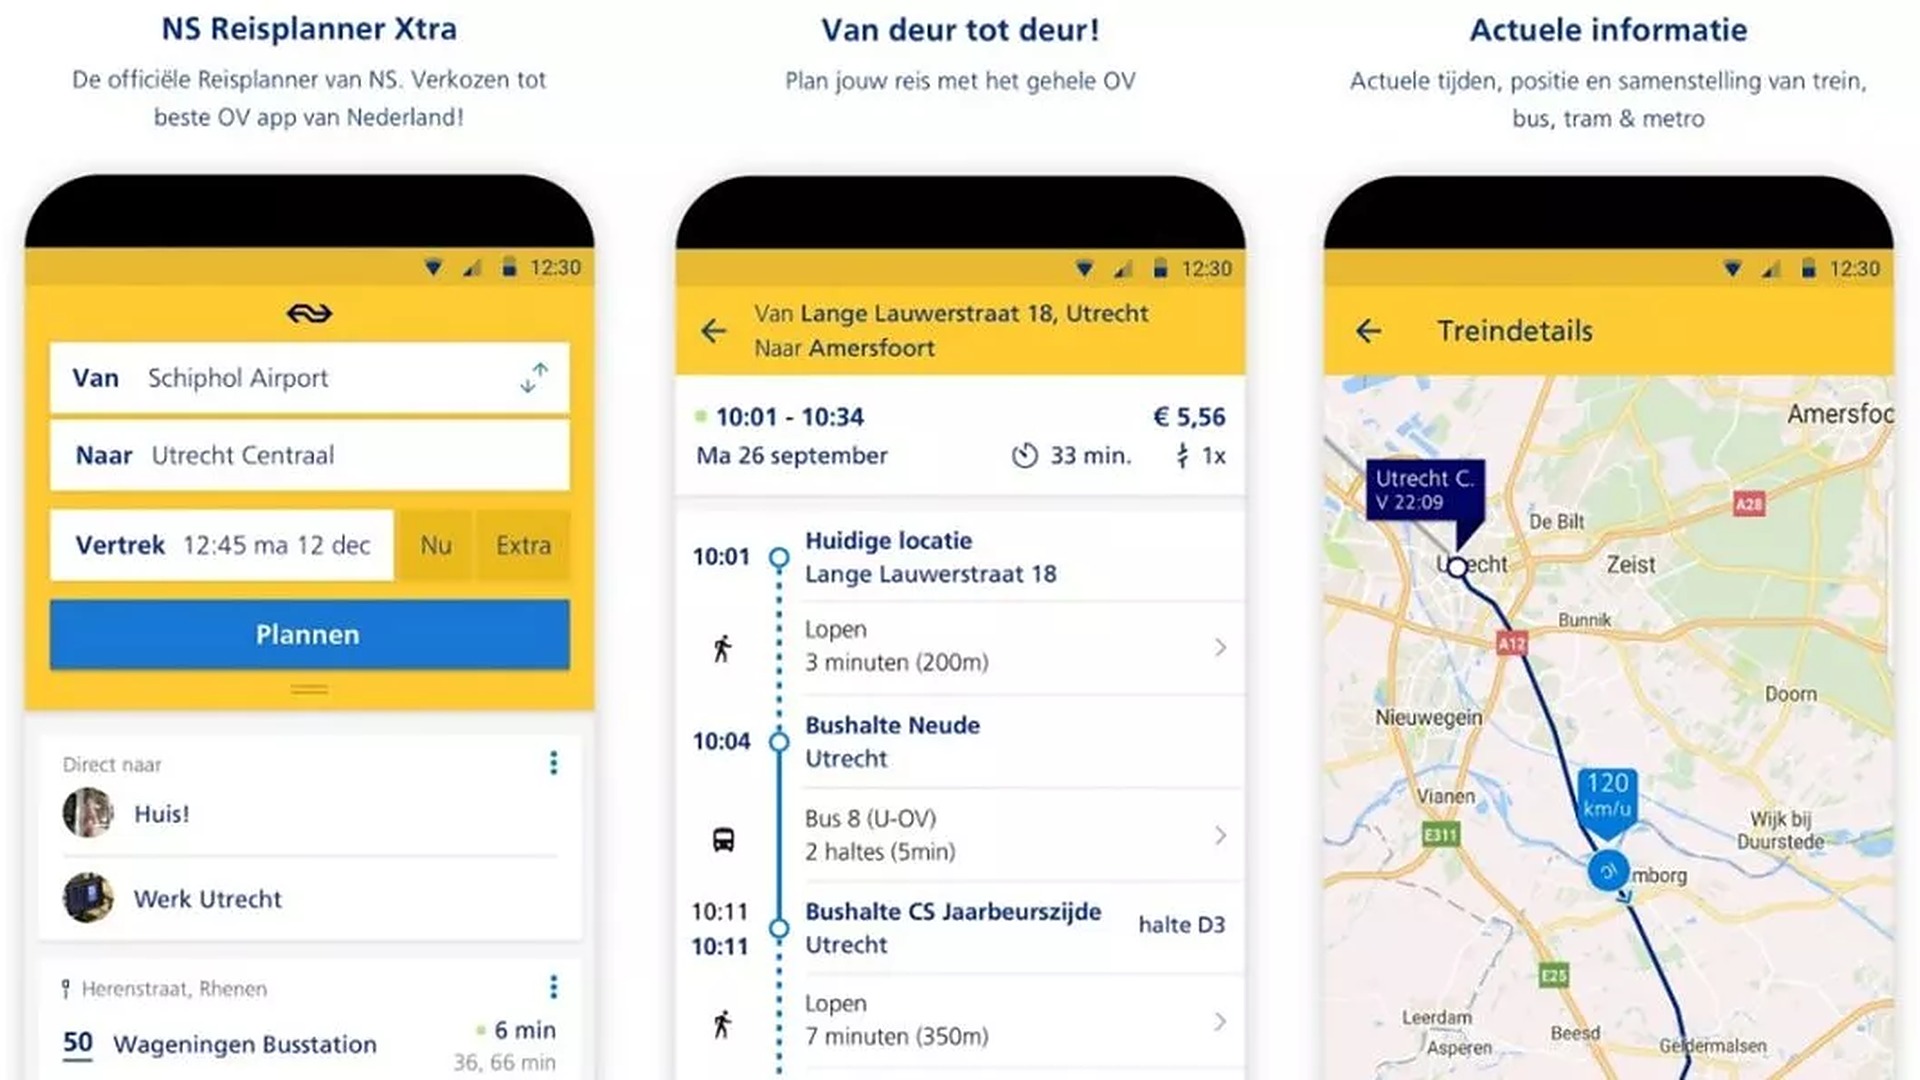 NS Reisplanner Xtra
De officiële Reisplanner van NS. Verkozen tot
beste OV app van Nederland!
12:30
Van Schiphol Airport
Naar Utrecht Centraal
Vertrek 12:45 ma 12 dec Nu Extra
Plannen
Direct naar
Huis!
Werk Utrecht
Herenstraat, Rhenen
50 Wageningen Busstation 6 min
36, 66 min
Van deur tot deur!
Plan jouw reis met het gehele OV
12:30
Van Lange Lauwerstraat 18, Utrecht
Naar Amersfoort
10:01 - 10:34 € 5,56
Ma 26 september 33 min. 1x
10:01 Huidige locatie
Lange Lauwerstraat 18
Lopen
3 minuten (200m)
10:04 Bushalte Neude
Utrecht
Bus 8 (U-OV)
2 haltes (5min)
10:11 Bushalte CS Jaarbeurszijde halte D3
10:11 Utrecht
Lopen
7 minuten (350m)
Actuele informatie
Actuele tijden, positie en samenstelling van trein,
bus, tram & metro
12:30
Treindetails
Amersfoc
Utrecht C.
V 22:09
A28
De Bilt
Zeist
Bunnik
A12
Doorn
Nieuwegein
120
km/u
Vianen
Wijk bij
Duurstede
E311
mborg
E25
Leerdam
Beesd
Asperen
Geldermalsen